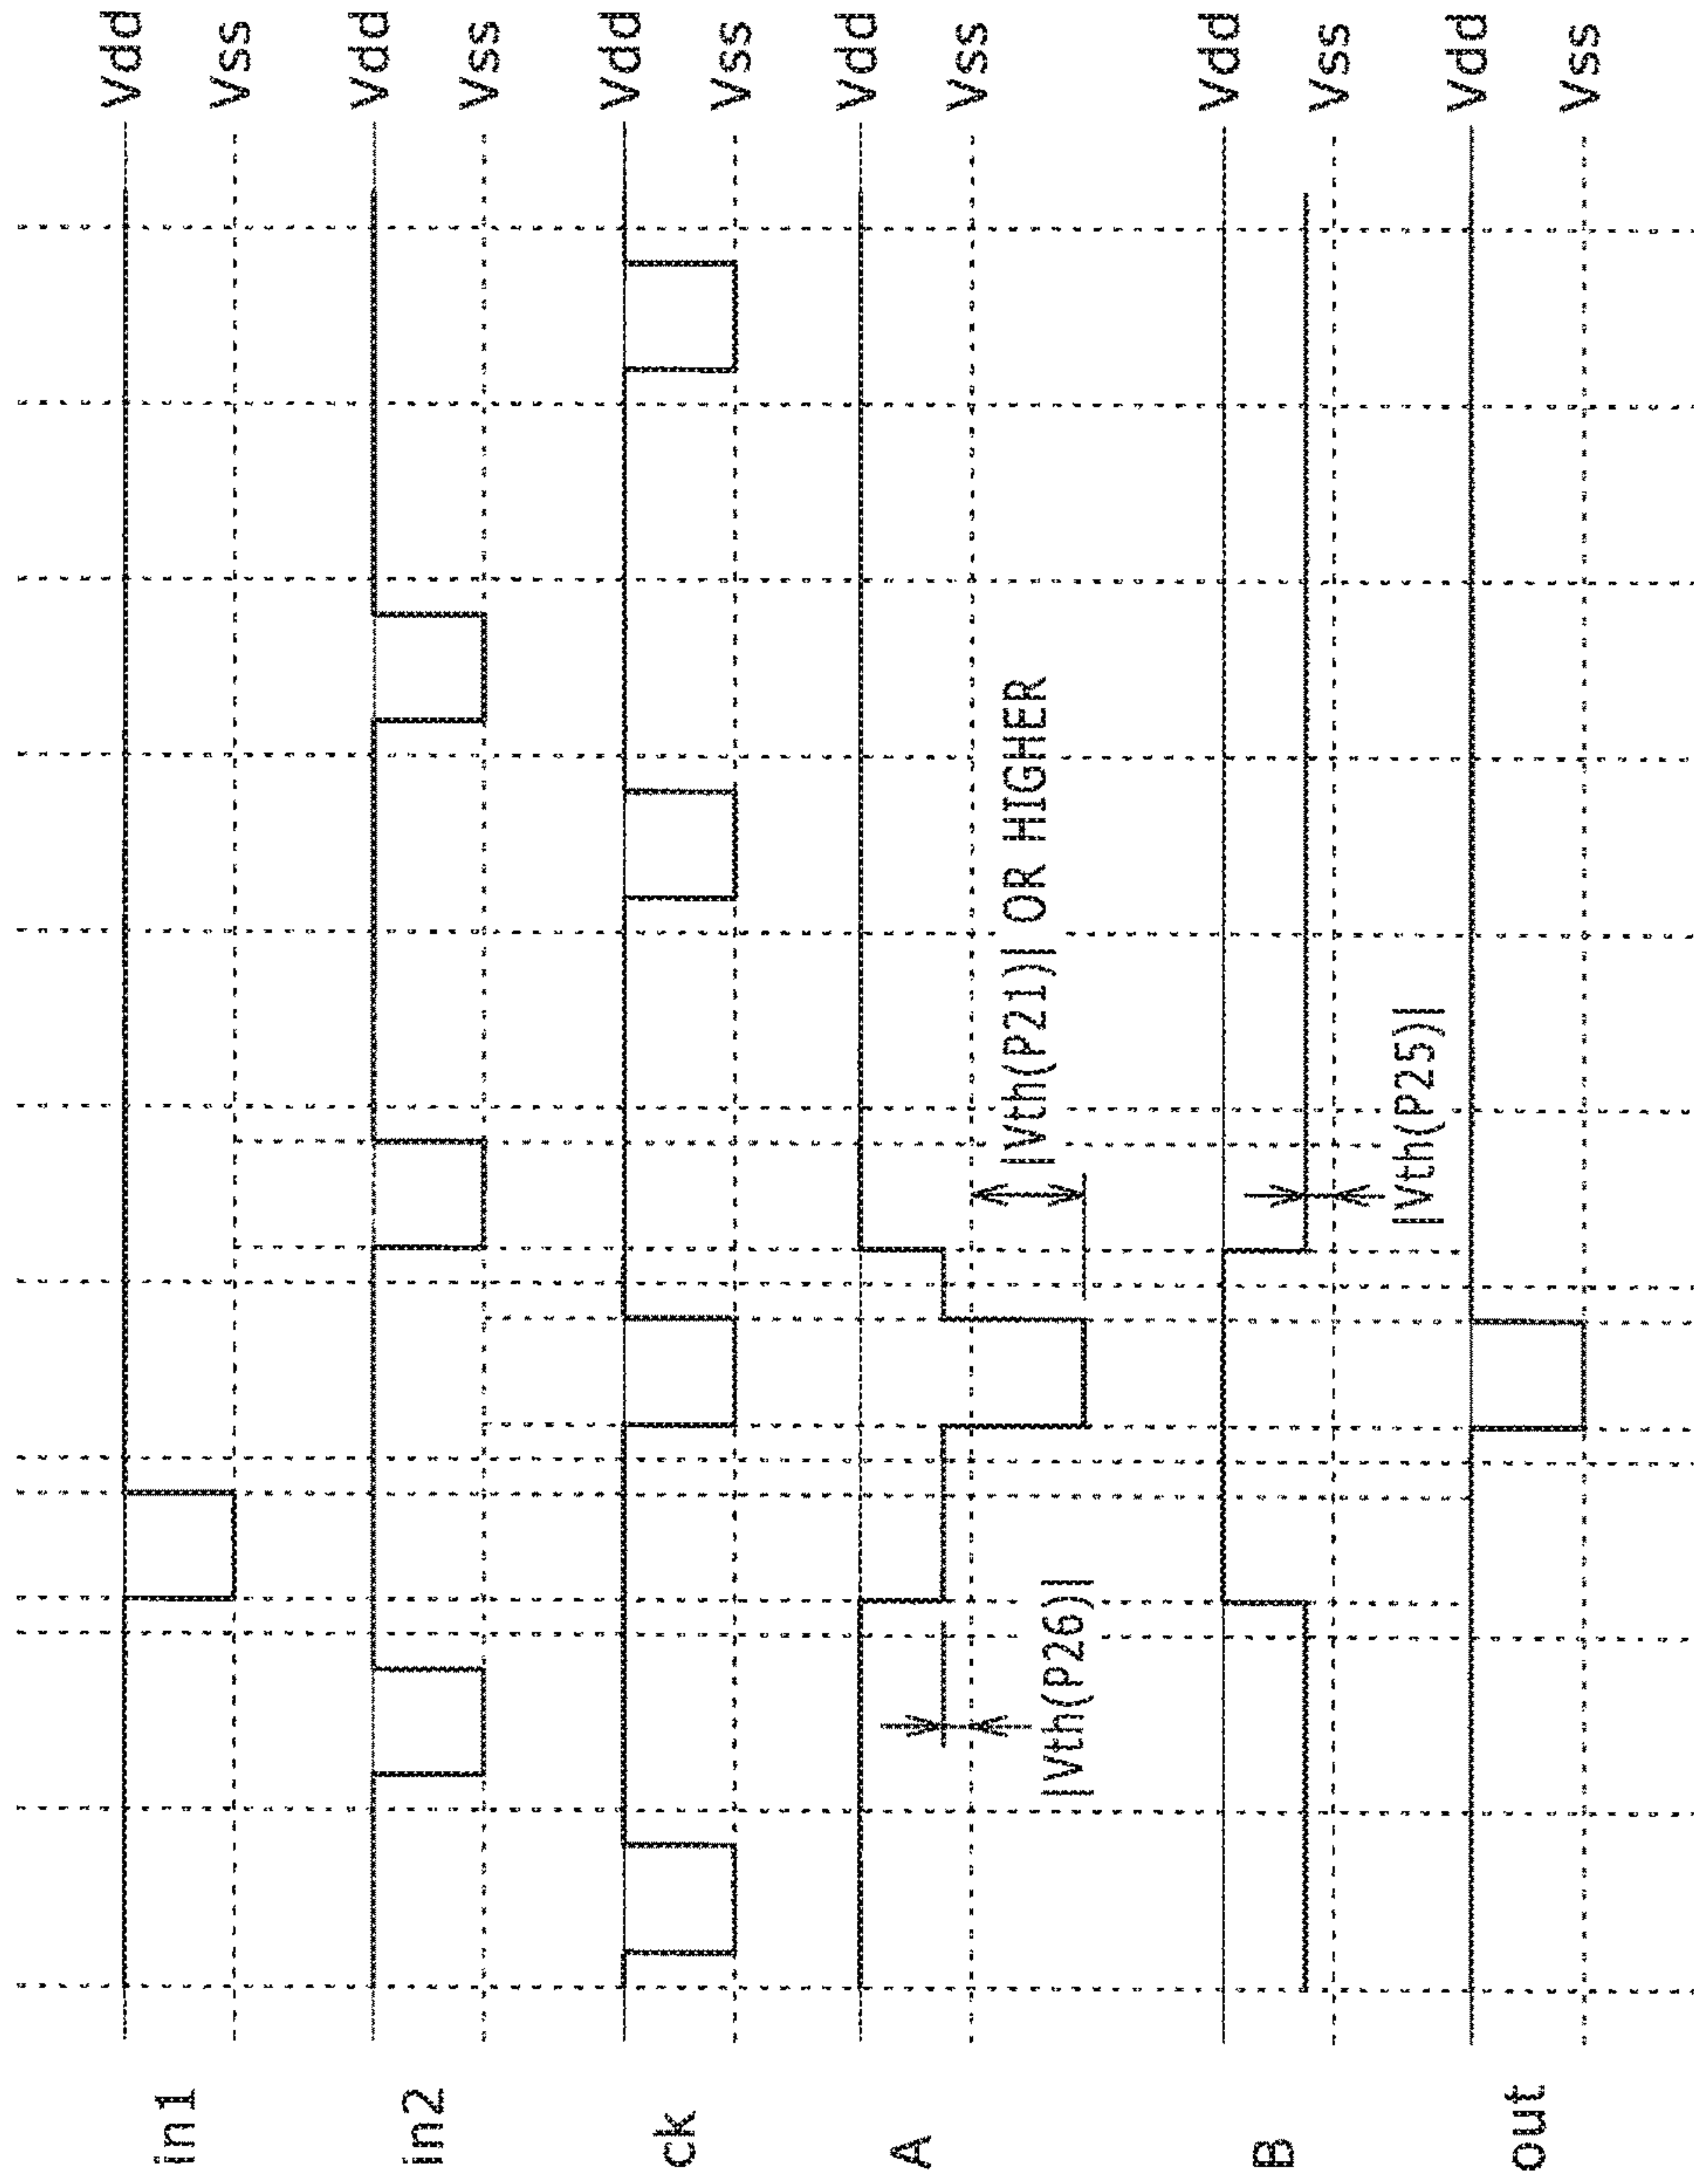 in1
Vdd
Vss
in2
Vdd
Vss
ck
Vdd
Vss
A
Vdd
Vss
|Vth(P26)|
|Vth(P21)| OR HIGHER
B
Vdd
Vss
|Vth(P25)|
out
Vdd
Vss